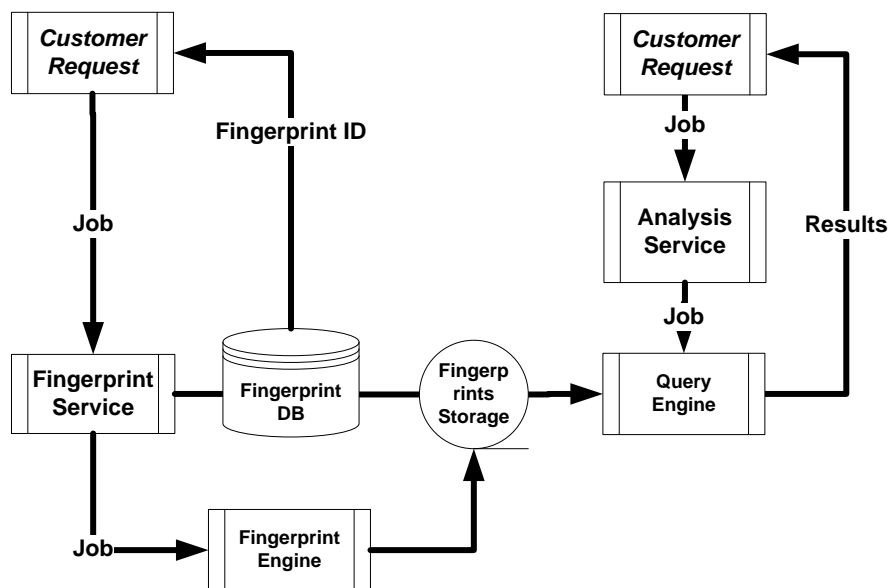 Customer
Request
Customer
Request
Fingerprint ID
Job
Job
Analysis
Service
Results
Job
Fingerprint
Service
Fingerprint
DB
Fingerp
rints
Storage
Query
Engine
Job
Fingerprint
Engine